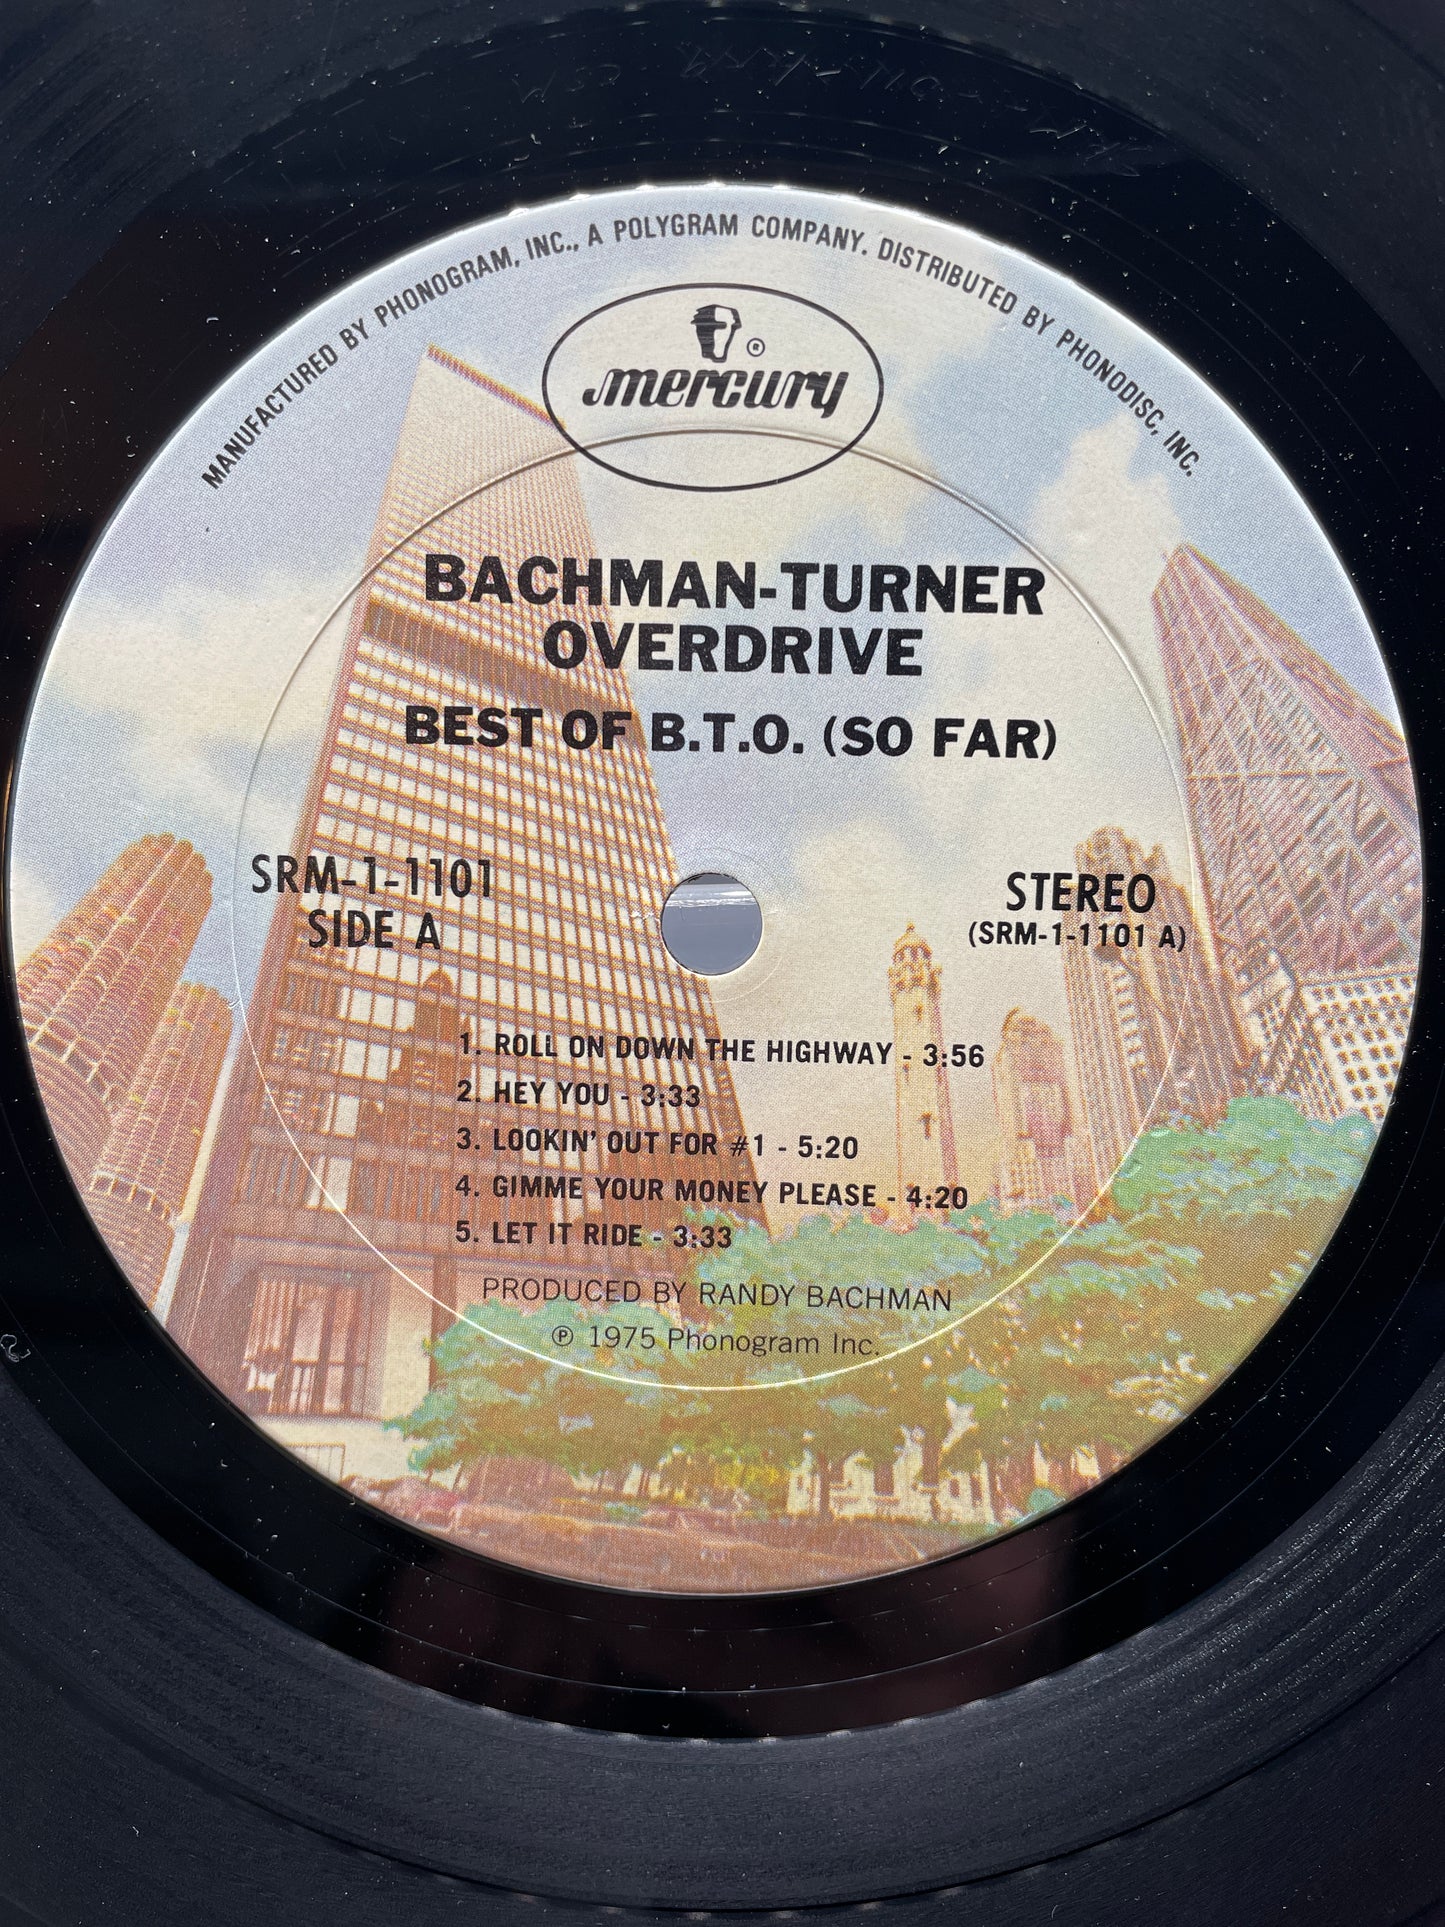 MANUFACTURED BY PHONOGRAM, INC., A POLYGRAM COMPANY. DISTRIBUTED BY PHONODISC, INC.
®
mercury
BACHMAN-TURNER
OVERDRIVE
BEST OF B.T.O. (SO FAR)
SRM-1-1101
SIDE A
STEREO
(SRM-1-1101 A)
1. ROLL ON DOWN THE HIGHWAY - 3:56
2. HEY YOU - 3:33
3. LOOKIN' OUT FOR #1 - 5:20
4. GIMME YOUR MONEY PLEASE - 4:20
5. LET IT RIDE - 3:33
PRODUCED BY RANDY BACHMAN
℗ 1975 Phonogram Inc.